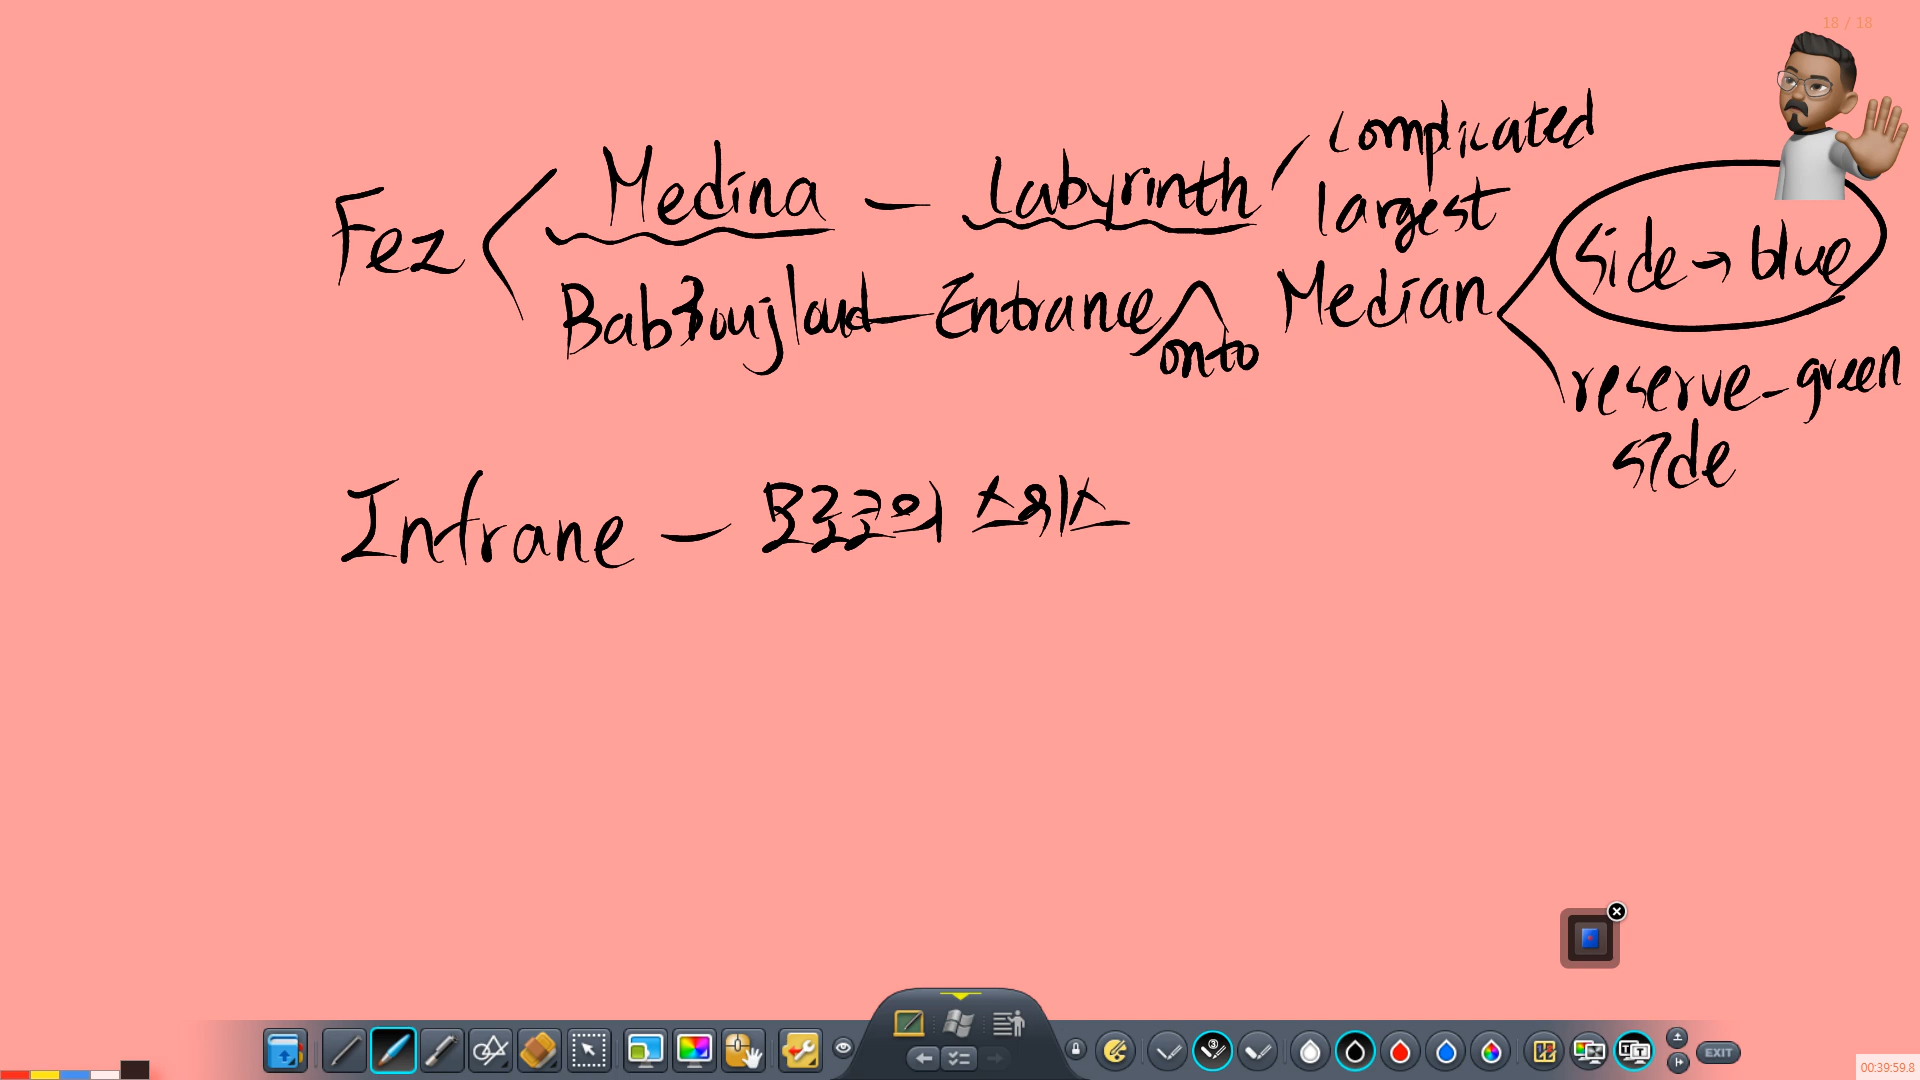 18 / 18
complicated
Fez < Medina – Labyrinth largest
Bab Boujloud – Entrance onto Median < side → blue
reserve - green
side
Infrane – 모로코의 스위스
EXIT
00:39:59.8